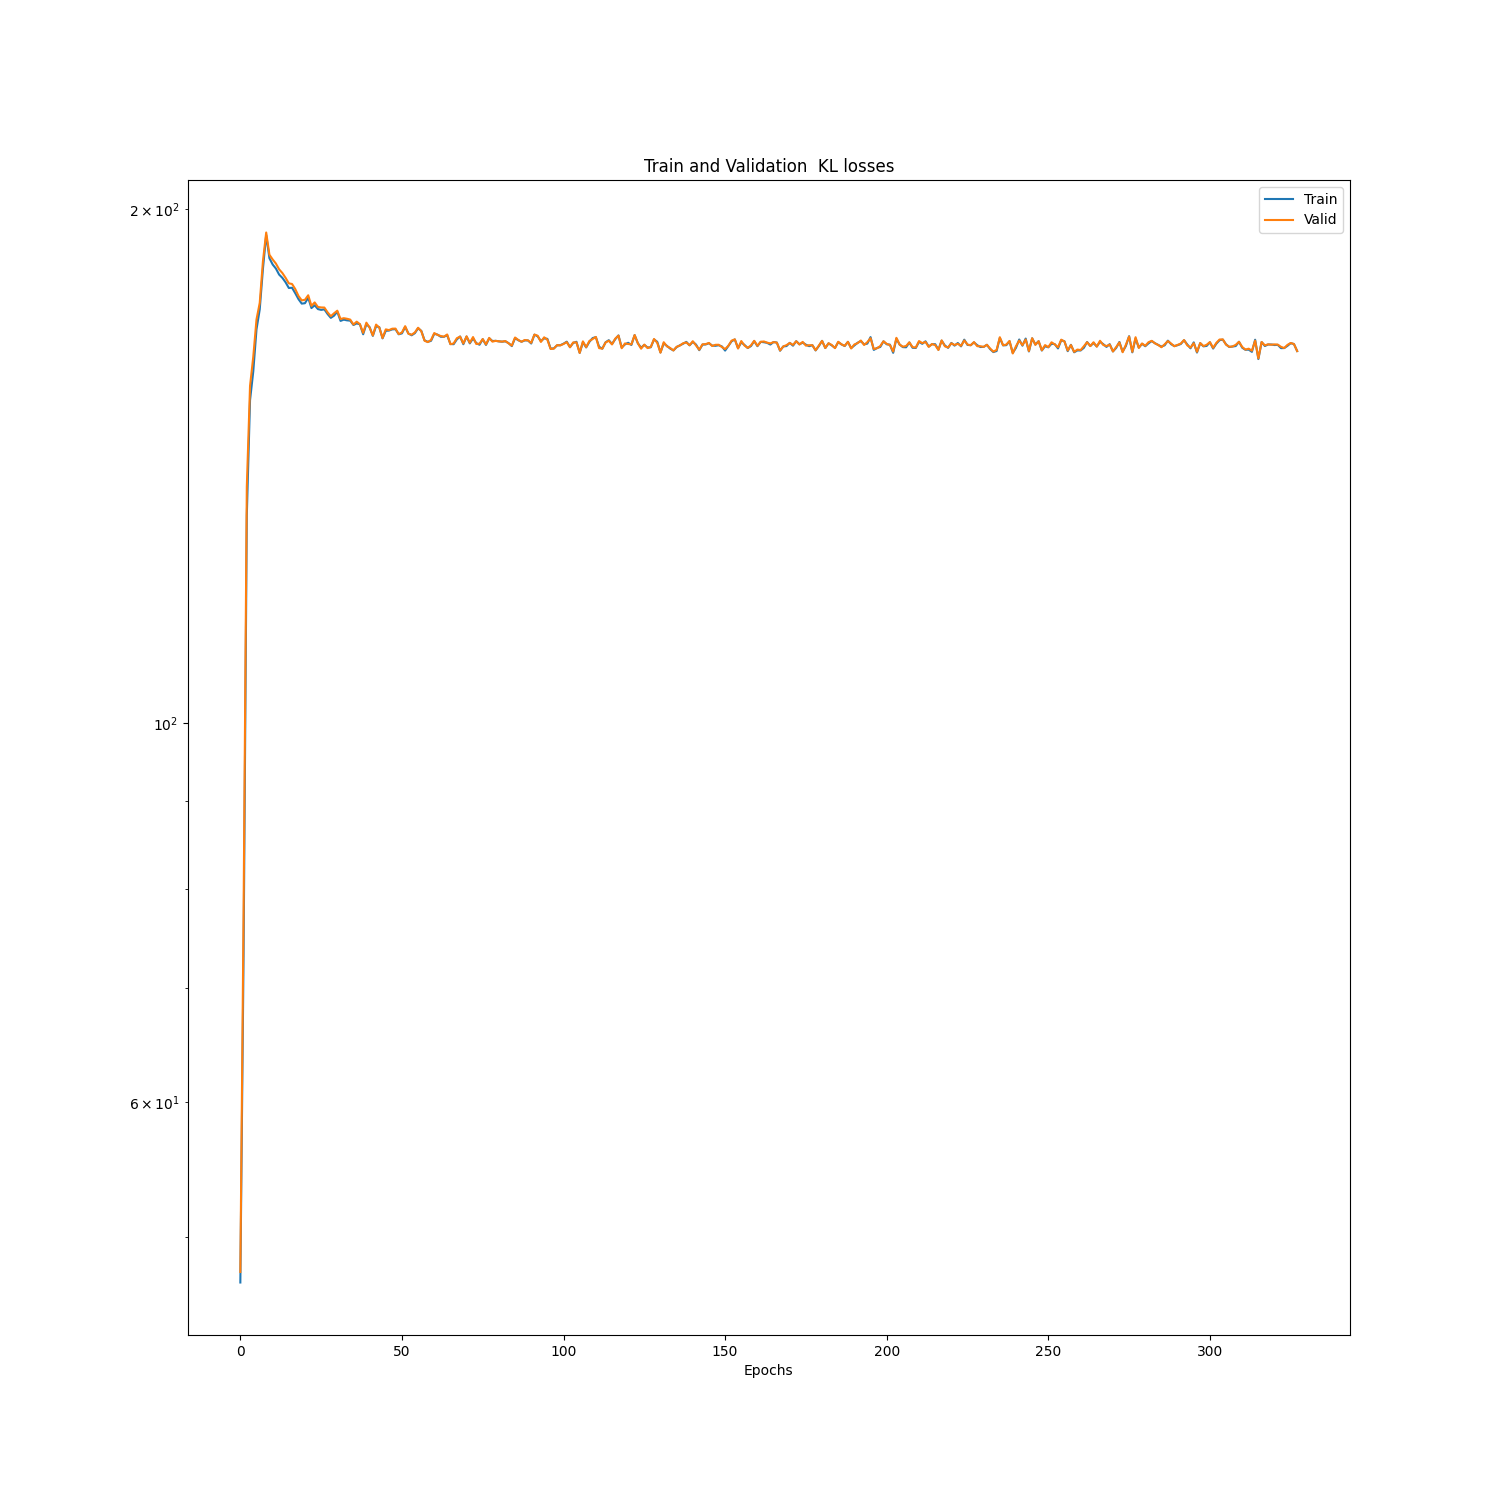 Train and Validation  KL losses
Train
Valid
2 × 10²
10²
6 × 10¹
0 50 100 150 200 250 300
Epochs